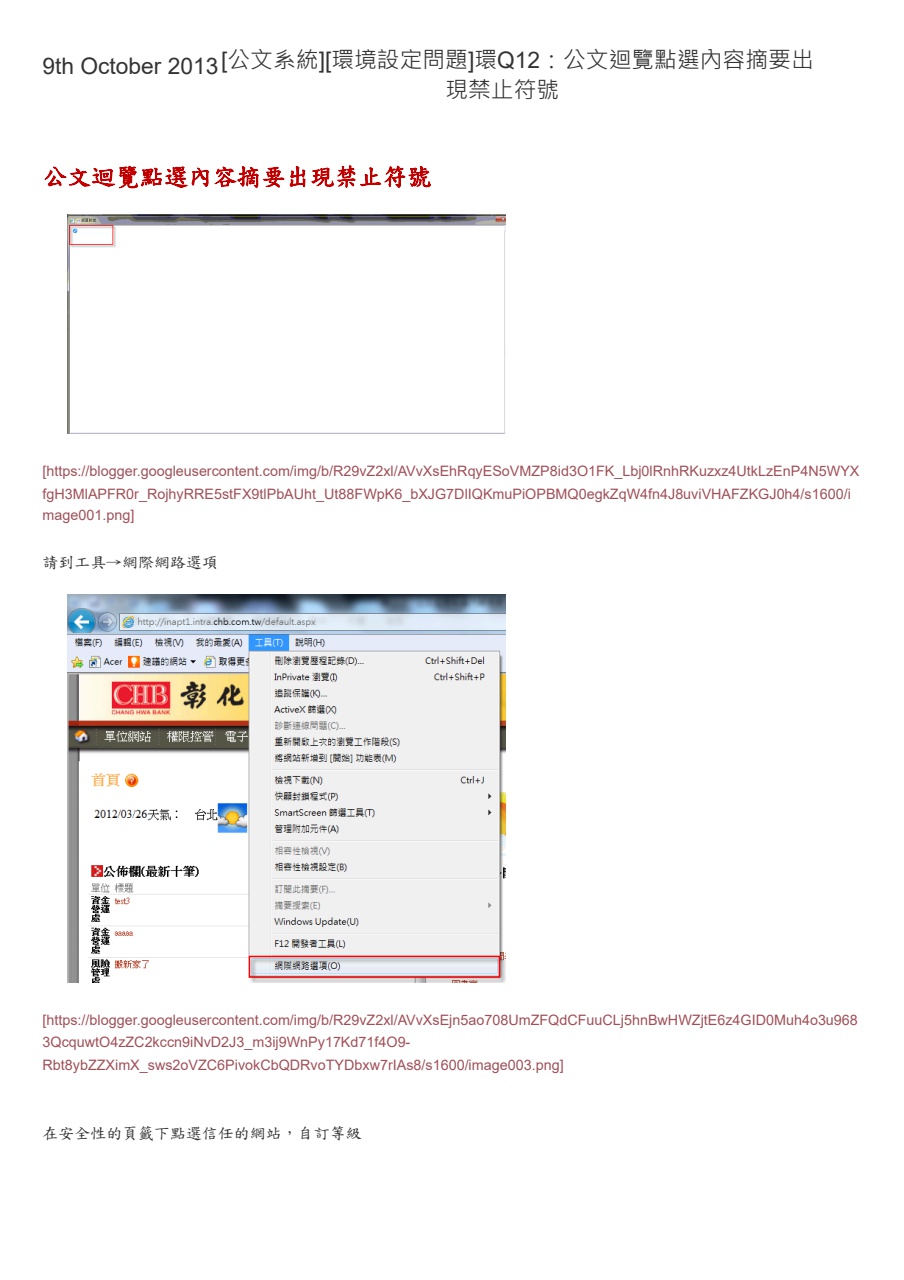 9th October 2013 [公文系統][環境設定問題]環Q12：公文迴覽點選內容摘要出
現禁止符號
公文迴覽點選內容摘要出現禁止符號
[https://blogger.googleusercontent.com/img/b/R29vZ2xl/AVvXsEhRqyESoVMZP8id3O1FK_Lbj0lRnhRKuzxz4UtkLzEnP4N5WYX
fgH3MlAPFR0r_RojhyRRE5stFX9tlPbAUht_Ut88FWpK6_bXJG7DlIQKmuPiOPBMQ0egkZqW4fn4J8uviVHAFZKGJ0h4/s1600/i
mage001.png]
請到工具→網際網路選項
http://inapt1.intra.chb.com.tw/default.aspx
檔案(F) 編輯(E) 檢視(V) 我的最愛(A) 工具(T) 說明(H)
Acer 建議的網站 取得更
刪除瀏覽歷程記錄(D)... Ctrl+Shift+Del
InPrivate 瀏覽(I) Ctrl+Shift+P
追蹤保護(K)...
ActiveX 篩選(X)
診斷連線問題(C)...
重新開啟上次的瀏覽工作階段(S)
將網站新增到 [開始] 功能表(M)
檢視下載(N) Ctrl+J
快顯封鎖程式(P)
SmartScreen 篩選工具(T)
管理附加元件(A)
相容性檢視(V)
相容性檢視設定(B)
訂閱此摘要(F)...
摘要探索(E)
Windows Update(U)
F12 開發者工具(L)
網際網路選項(O)
CHB 彰化
CHANG HWA BANK
單位網站 權限控管 電子
首頁
2012/03/26天氣： 台北
公佈欄(最新十筆)
單位 標題
資金營運處 test3
資金營運處 aaaaa
風險管理處 搬新家了
[https://blogger.googleusercontent.com/img/b/R29vZ2xl/AVvXsEjn5ao708UmZFQdCFuuCLj5hnBwHWZjtE6z4GID0Muh4o3u968
3QcquwtO4zZC2kccn9iNvD2J3_m3ij9WnPy17Kd71f4O9-
Rbt8ybZZXimX_sws2oVZC6PivokCbQDRvoTYDbxw7rIAs8/s1600/image003.png]
在安全性的頁籤下點選信任的網站，自訂等級